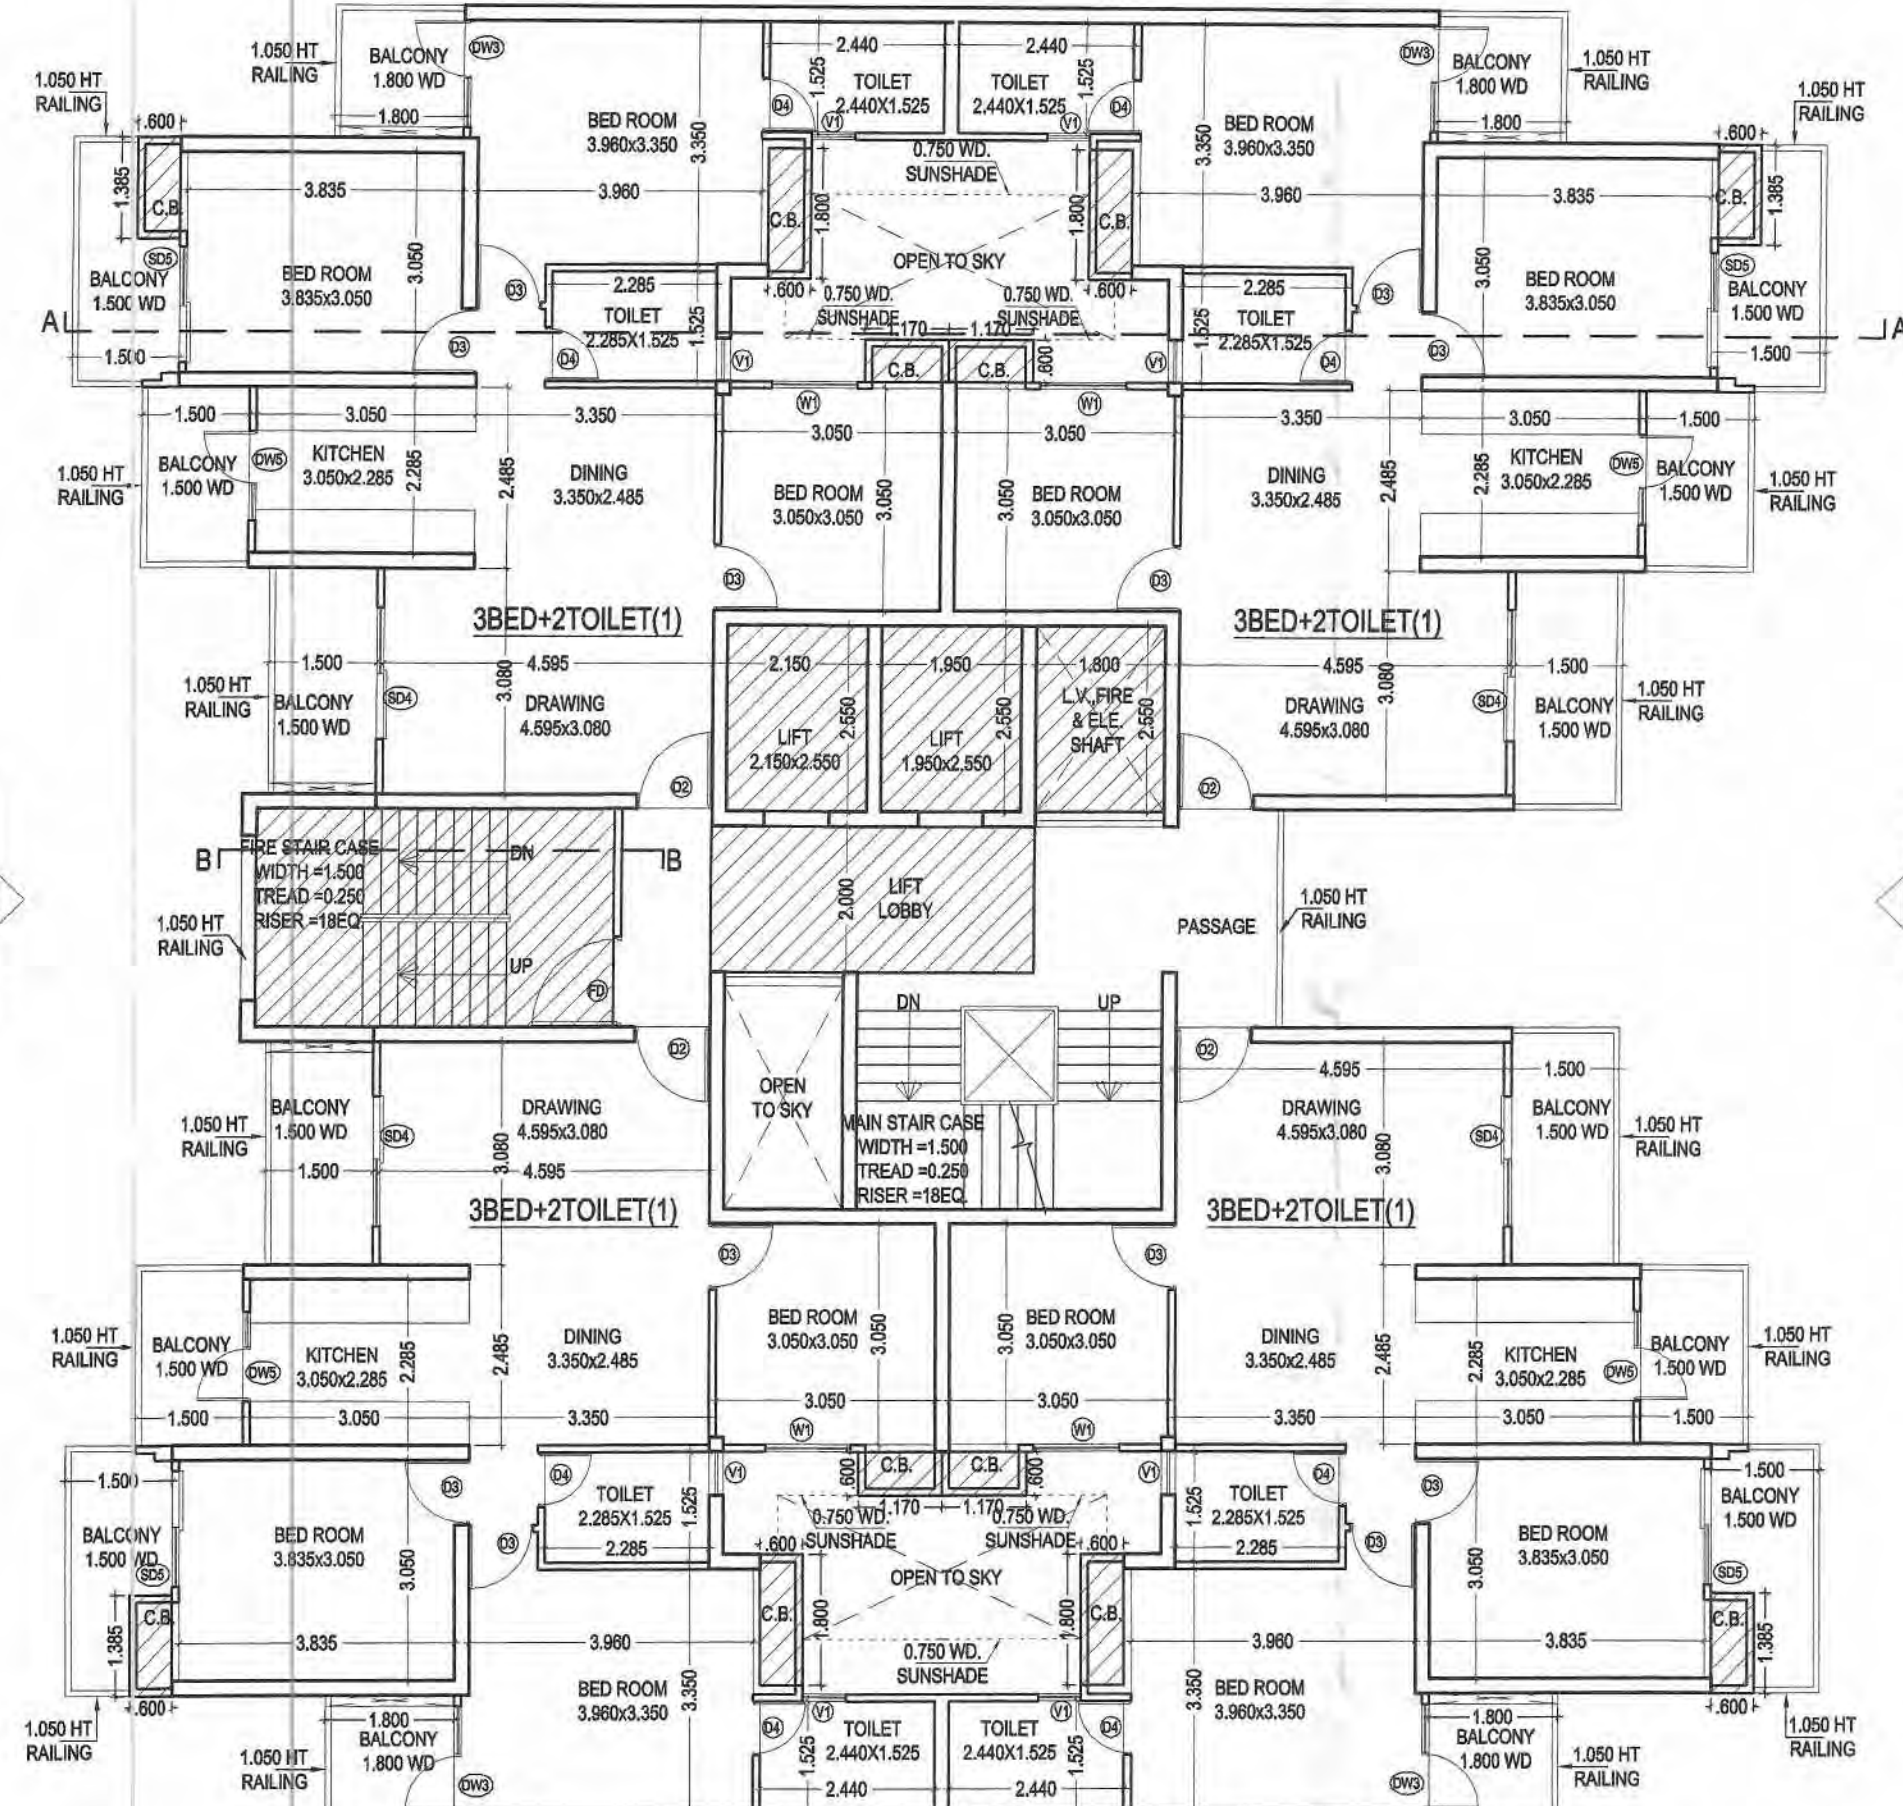 1.050 HT
RAILING
BALCONY
1.800 WD
DW3
1.800
BED ROOM
3.960x3.350
3.350
3.960
2.440
TOILET
2.440X1.525
1.525
D4
V1
2.440
TOILET
2.440X1.525
1.525
D4
V1
BED ROOM
3.960x3.350
3.350
3.960
DW3
BALCONY
1.800 WD
1.800
1.050 HT
RAILING
1.050 HT
RAILING
.600
1.385
C.B.
3.835
BED ROOM
3.835x3.050
3.050
SD5
BALCONY
1.500 WD
1.500
D3
D3
C.B.
1.800
.600
0.750 WD.
SUNSHADE
OPEN TO SKY
0.750 WD.
SUNSHADE
0.750 WD.
SUNSHADE
1.800
C.B.
.600
1.050 HT
RAILING
.600
1.385
C.B.
3.835
BED ROOM
3.835x3.050
3.050
SD5
BALCONY
1.500 WD
1.500
D3
D3
A
A
2.285
TOILET
2.285X1.525
1.525
D4
V1
1.170
1.170
C.B.
C.B.
.600
2.285
TOILET
2.285X1.525
1.525
D4
V1
1.500
3.050
3.350
W1
W1
3.350
3.050
1.500
1.050 HT
RAILING
BALCONY
1.500 WD
DW5
KITCHEN
3.050x2.285
2.285
2.485
DINING
3.350x2.485
3.050
BED ROOM
3.050x3.050
3.050
D3
3.050
BED ROOM
3.050x3.050
3.050
D3
DINING
3.350x2.485
2.485
2.285
KITCHEN
3.050x2.285
DW5
BALCONY
1.500 WD
1.050 HT
RAILING
3BED+2TOILET(1)
3BED+2TOILET(1)
1.050 HT
RAILING
1.500
BALCONY
1.500 WD
SD4
4.595
3.080
DRAWING
4.595x3.080
D2
2.150
2.550
LIFT
2.150x2.550
1.950
2.550
LIFT
1.950x2.550
1.800
L.V.,FIRE
& ELE.
SHAFT
2.550
D2
4.595
3.080
DRAWING
4.595x3.080
SD4
1.500
BALCONY
1.500 WD
1.050 HT
RAILING
B
B
FIRE STAIR CASE
WIDTH =1.500
TREAD =0.250
RISER =18EQ.
DN
UP
FD
1.050 HT
RAILING
2.000
LIFT
LOBBY
PASSAGE
1.050 HT
RAILING
OPEN
TO SKY
DN
UP
MAIN STAIR CASE
WIDTH =1.500
TREAD =0.250
RISER =18EQ.
D2
D2
1.050 HT
RAILING
BALCONY
1.500 WD
1.500
SD4
DRAWING
4.595x3.080
3.080
4.595
4.595
1.500
DRAWING
4.595x3.080
3.080
SD4
BALCONY
1.500 WD
1.050 HT
RAILING
3BED+2TOILET(1)
3BED+2TOILET(1)
1.050 HT
RAILING
BALCONY
1.500 WD
DW5
KITCHEN
3.050x2.285
2.285
2.485
DINING
3.350x2.485
D3
BED ROOM
3.050x3.050
3.050
3.050
D3
BED ROOM
3.050x3.050
3.050
3.050
DINING
3.350x2.485
2.485
2.285
KITCHEN
3.050x2.285
DW5
BALCONY
1.500 WD
1.050 HT
RAILING
1.500
3.050
3.350
W1
W1
3.350
3.050
1.500
1.500
BALCONY
1.500 WD
SD5
C.B.
1.385
.600
D3
D3
BED ROOM
3.835x3.050
3.050
3.835
D4
TOILET
2.285X1.525
1.525
2.285
V1
.600
C.B.
C.B.
.600
1.170
1.170
0.750 WD.
SUNSHADE
0.750 WD.
SUNSHADE
.600
.600
OPEN TO SKY
C.B.
1.800
1.800
C.B.
0.750 WD.
SUNSHADE
V1
TOILET
2.285X1.525
1.525
2.285
D4
D3
D3
BED ROOM
3.835x3.050
3.050
3.835
1.500
BALCONY
1.500 WD
SD5
C.B.
1.385
.600
1.050 HT
RAILING
1.050 HT
RAILING
1.800
BALCONY
1.800 WD
DW3
3.960
BED ROOM
3.960x3.350
3.350
D4
V1
TOILET
2.440X1.525
1.525
2.440
V1
D4
TOILET
2.440X1.525
1.525
2.440
3.960
BED ROOM
3.960x3.350
3.350
1.800
BALCONY
1.800 WD
DW3
1.050 HT
RAILING
1.050 HT
RAILING